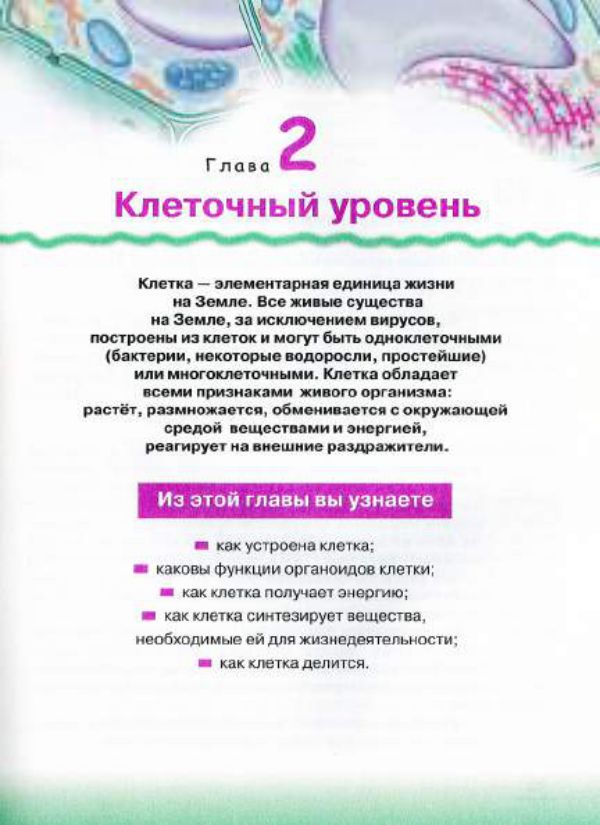 Глава 2
Клеточный уровень
Клетка — элементарная единица жизни
на Земле. Все живые существа
на Земле, за исключением вирусов,
построены из клеток и могут быть одноклеточными
(бактерии, некоторые водоросли, простейшие)
или многоклеточными. Клетка обладает
всеми признаками живого организма:
растёт, размножается, обменивается с окружающей
средой веществами и энергией,
реагирует на внешние раздражители.
Из этой главы вы узнаете
как устроена клетка;
каковы функции органоидов клетки;
как клетка получает энергию;
как клетка синтезирует вещества,
необходимые ей для жизнедеятельности;
как клетка делится.